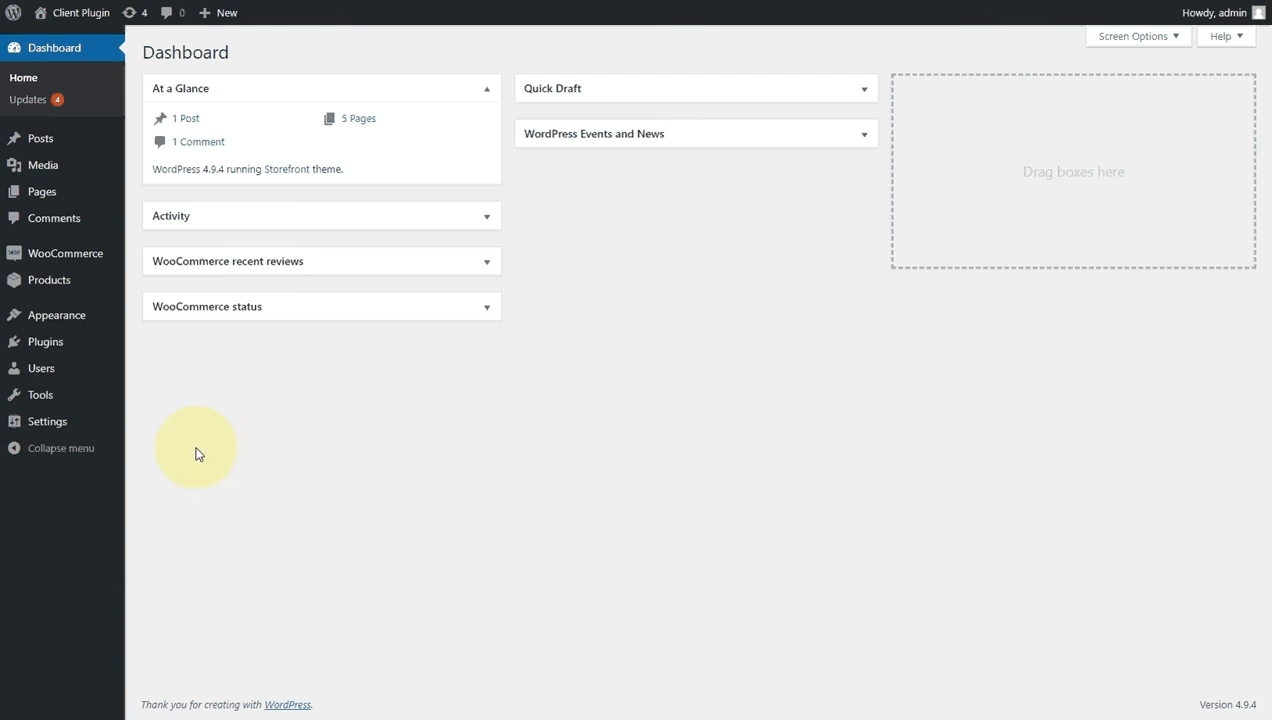 Client Plugin 4 0 New Howdy, admin
Dashboard
Home
Updates 4
Posts
Media
Pages
Comments
WooCommerce
Products
Appearance
Plugins
Users
Tools
Settings
Collapse menu
Screen Options Help
Dashboard
At a Glance
1 Post 5 Pages
1 Comment
WordPress 4.9.4 running Storefront theme.
Activity
WooCommerce recent reviews
WooCommerce status
Quick Draft
WordPress Events and News
Drag boxes here
Thank you for creating with WordPress. Version 4.9.4